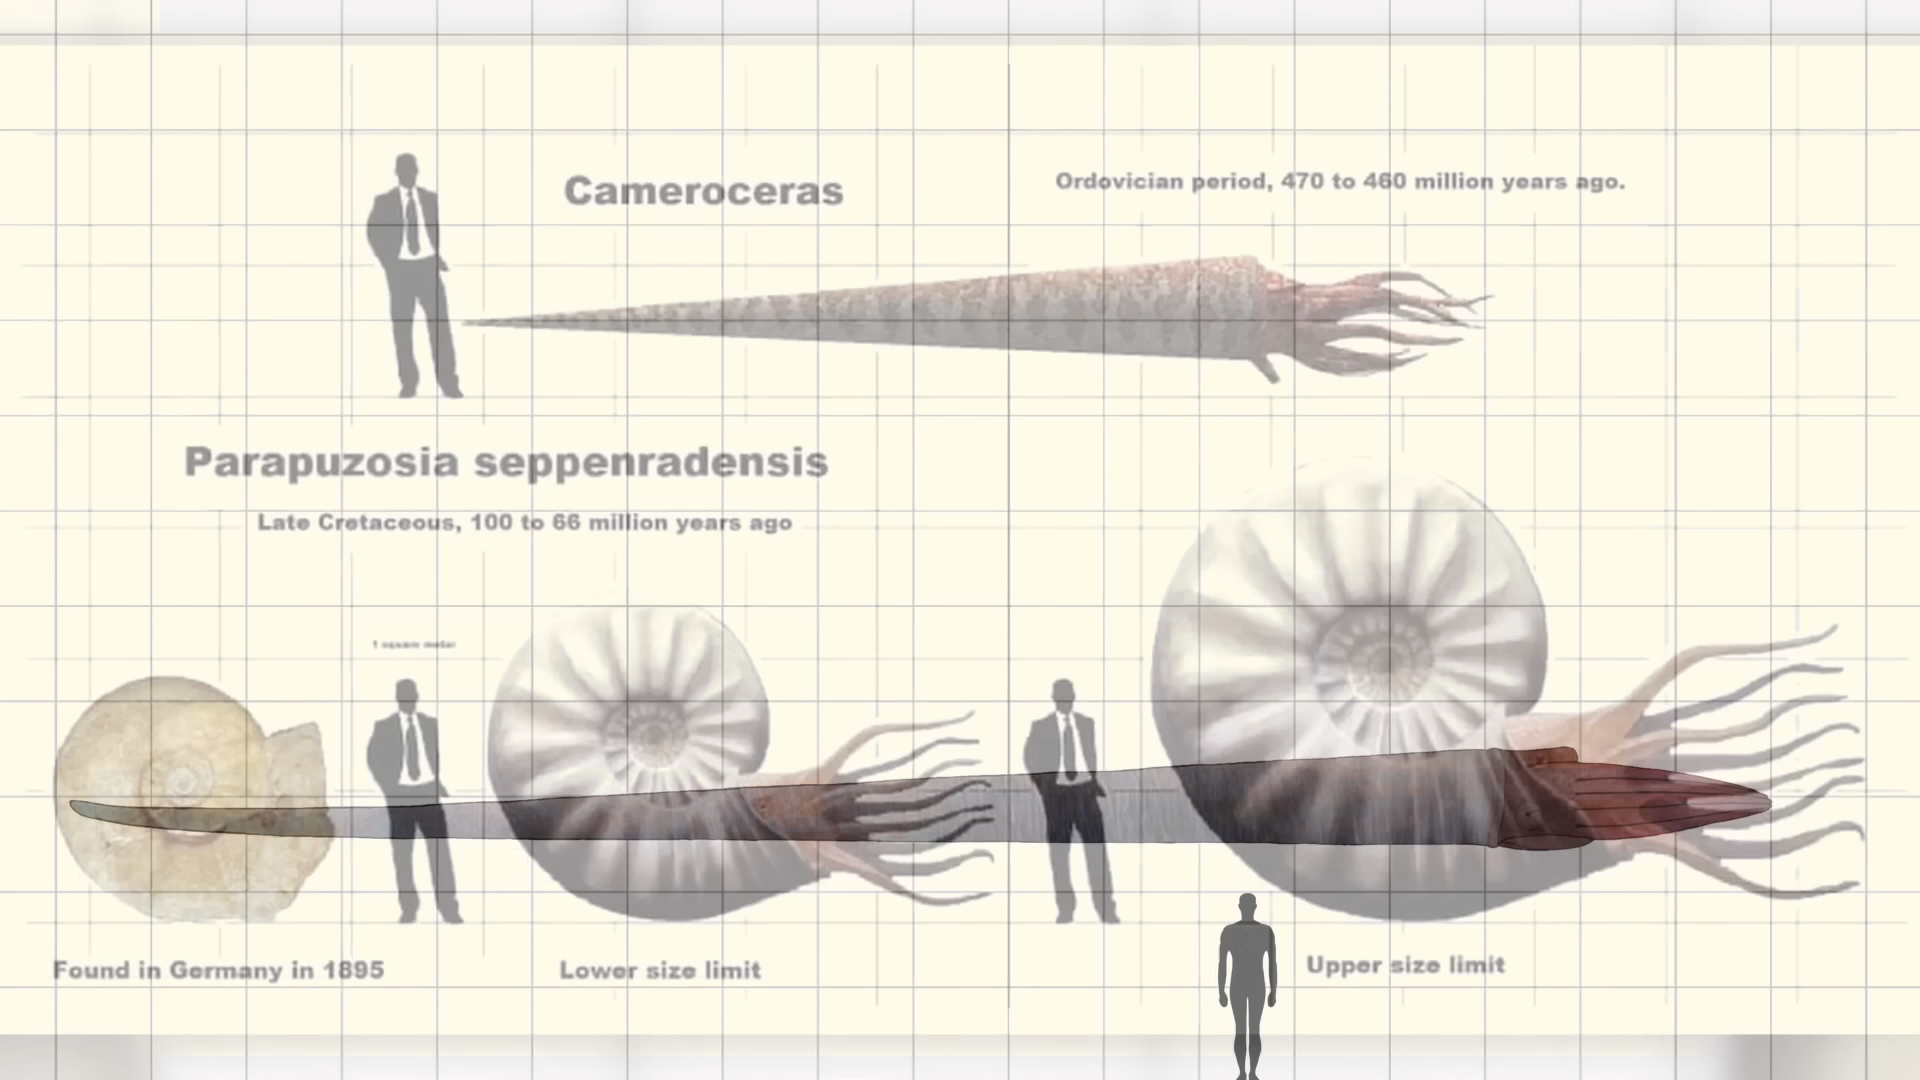 Cameroceras
Ordovician period, 470 to 460 million years ago.
Parapuzosia seppenradensis
Late Cretaceous, 100 to 66 million years ago
1 square meter
Found in Germany in 1895
Lower size limit
Upper size limit